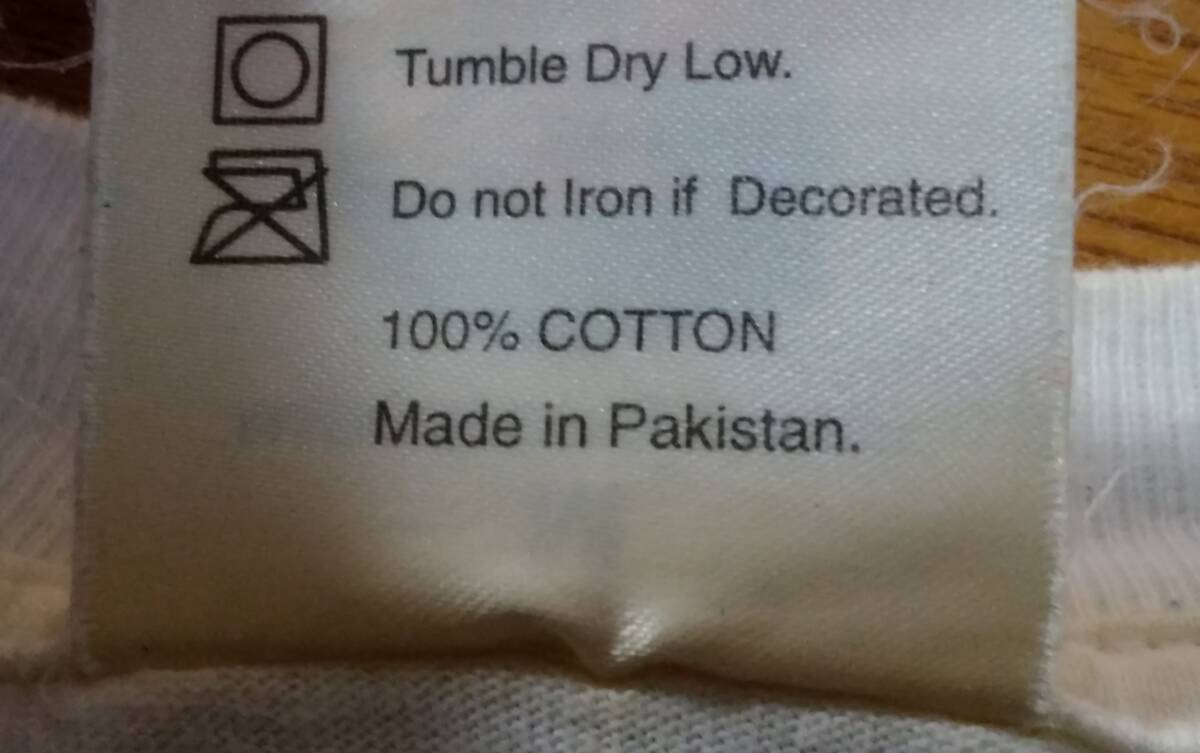 Tumble Dry Low.
Do not Iron if Decorated.
100% COTTON
Made in Pakistan.